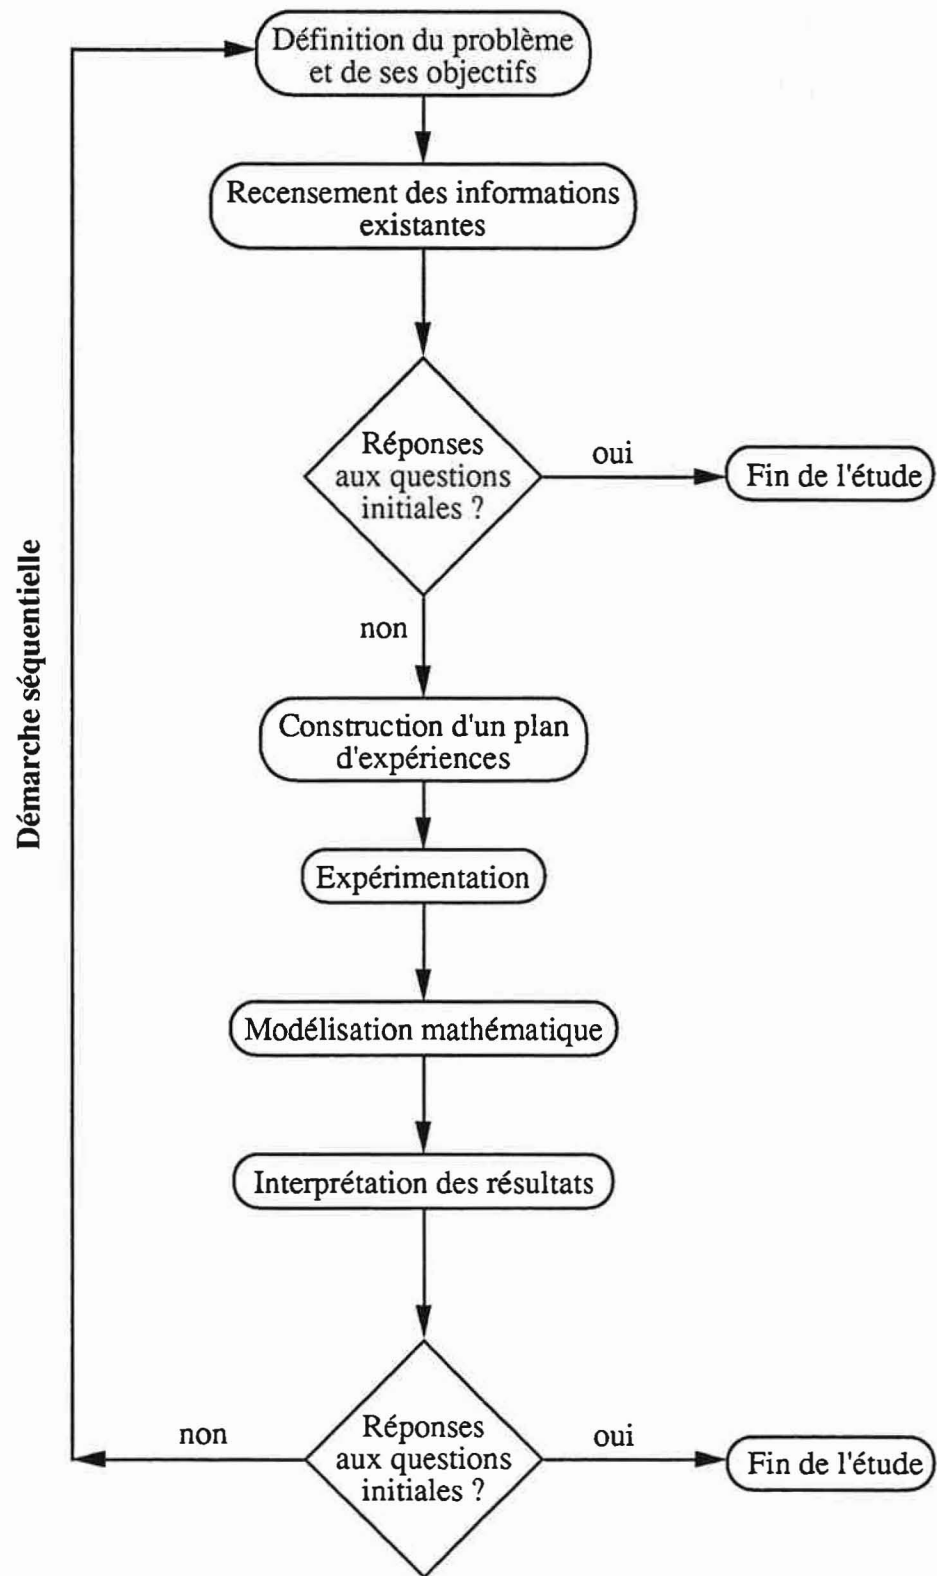 Définition du problème
et de ses objectifs
Recensement des informations
existantes
Réponses
aux questions
initiales ?
oui
Fin de l'étude
non
Démarche séquentielle
Construction d'un plan
d'expériences
Expérimentation
Modélisation mathématique
Interprétation des résultats
non
Réponses
aux questions
initiales ?
oui
Fin de l'étude